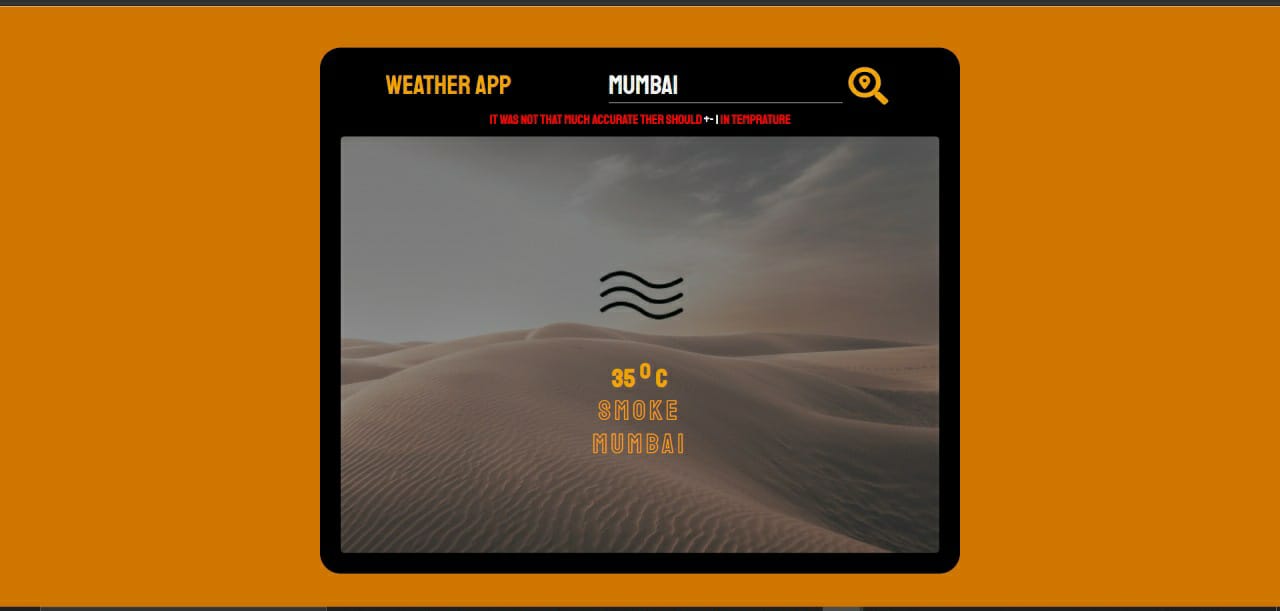 WEATHER APP
MUMBAI
IT WAS NOT THAT MUCH ACCURATE THER SHOULD +- 1 IN TEMPRATURE
35 O C
SMOKE
MUMBAI